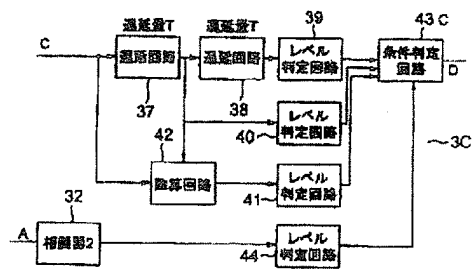 遅延量T
遅延量T
39
43C
C
遅延回路
遅延回路
レベル
判定回路
条件判定
回路
D
37
38
42
40
レベル
判定回路
3C
除算回路
41
レベル
判定回路
32
A
相関器2
44
レベル
判定回路